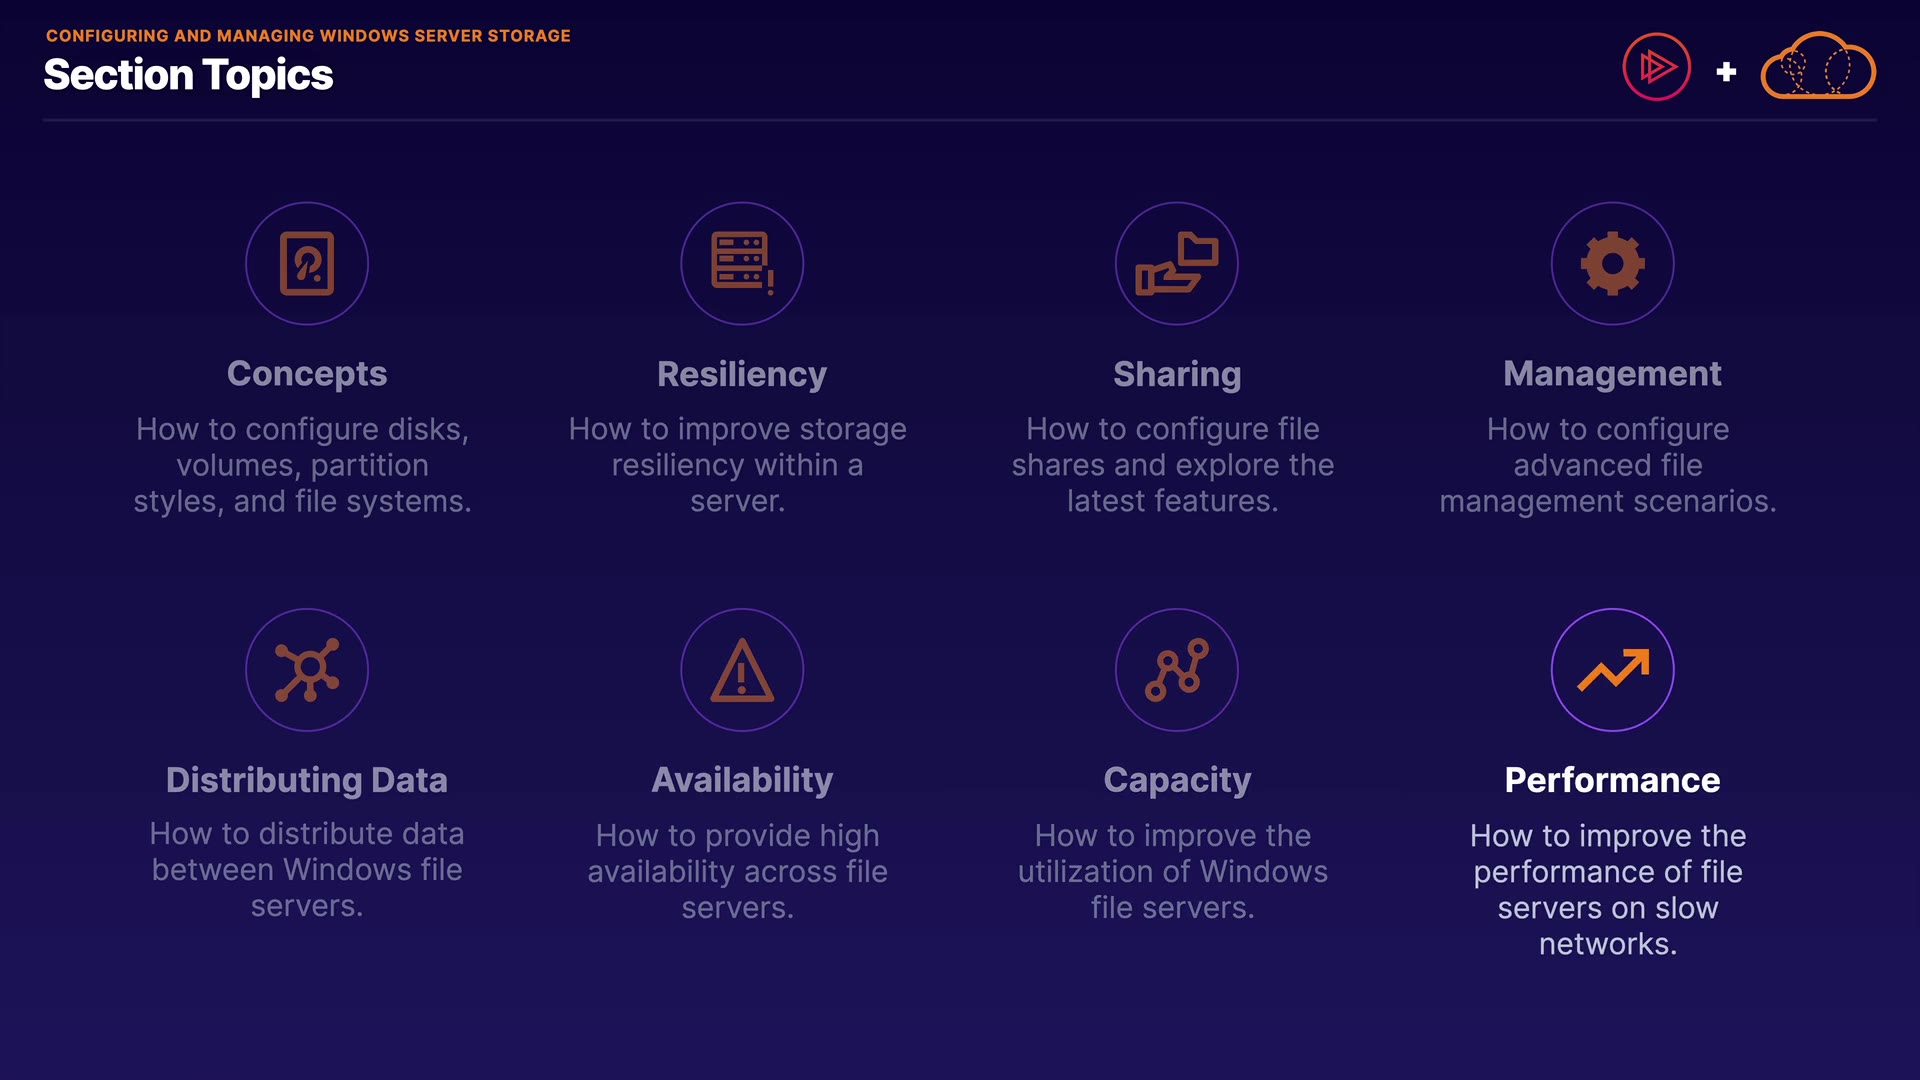 CONFIGURING AND MANAGING WINDOWS SERVER STORAGE
Section Topics
Concepts
How to configure disks,
volumes, partition
styles, and file systems.
Resiliency
How to improve storage
resiliency within a
server.
Sharing
How to configure file
shares and explore the
latest features.
Management
How to configure
advanced file
management scenarios.
Distributing Data
How to distribute data
between Windows file
servers.
Availability
How to provide high
availability across file
servers.
Capacity
How to improve the
utilization of Windows
file servers.
Performance
How to improve the
performance of file
servers on slow
networks.